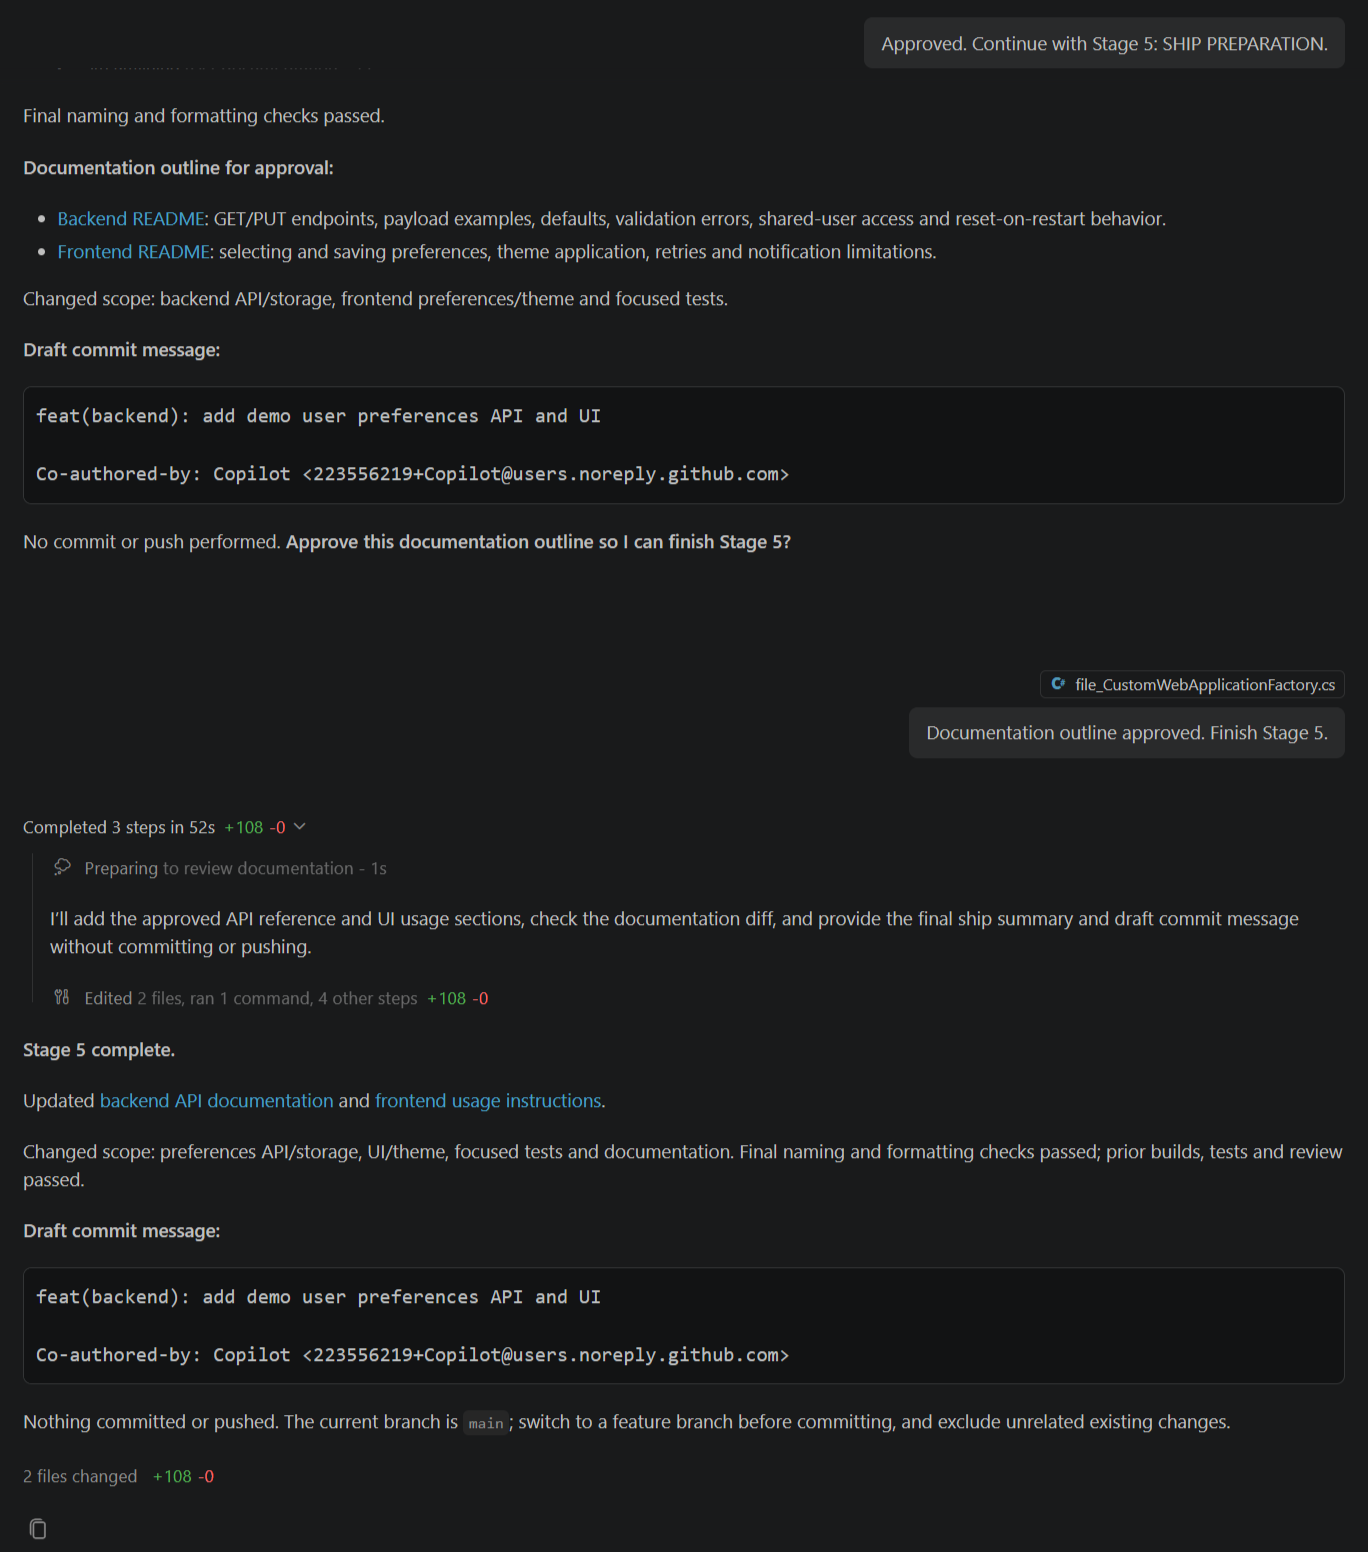 Approved. Continue with Stage 5: SHIP PREPARATION.
Final naming and formatting checks passed.
Documentation outline for approval:
• Backend README: GET/PUT endpoints, payload examples, defaults, validation errors, shared-user access and reset-on-restart behavior.
• Frontend README: selecting and saving preferences, theme application, retries and notification limitations.
Changed scope: backend API/storage, frontend preferences/theme and focused tests.
Draft commit message:
feat(backend): add demo user preferences API and UI
Co-authored-by: Copilot <223556219+Copilot@users.noreply.github.com>
No commit or push performed. Approve this documentation outline so I can finish Stage 5?
C# file_CustomWebApplicationFactory.cs
Documentation outline approved. Finish Stage 5.
Completed 3 steps in 52s +108 -0
Preparing to review documentation - 1s
I'll add the approved API reference and UI usage sections, check the documentation diff, and provide the final ship summary and draft commit message
without committing or pushing.
Edited 2 files, ran 1 command, 4 other steps +108 -0
Stage 5 complete.
Updated backend API documentation and frontend usage instructions.
Changed scope: preferences API/storage, UI/theme, focused tests and documentation. Final naming and formatting checks passed; prior builds, tests and review
passed.
Draft commit message:
feat(backend): add demo user preferences API and UI
Co-authored-by: Copilot <223556219+Copilot@users.noreply.github.com>
Nothing committed or pushed. The current branch is main; switch to a feature branch before committing, and exclude unrelated existing changes.
2 files changed +108 -0